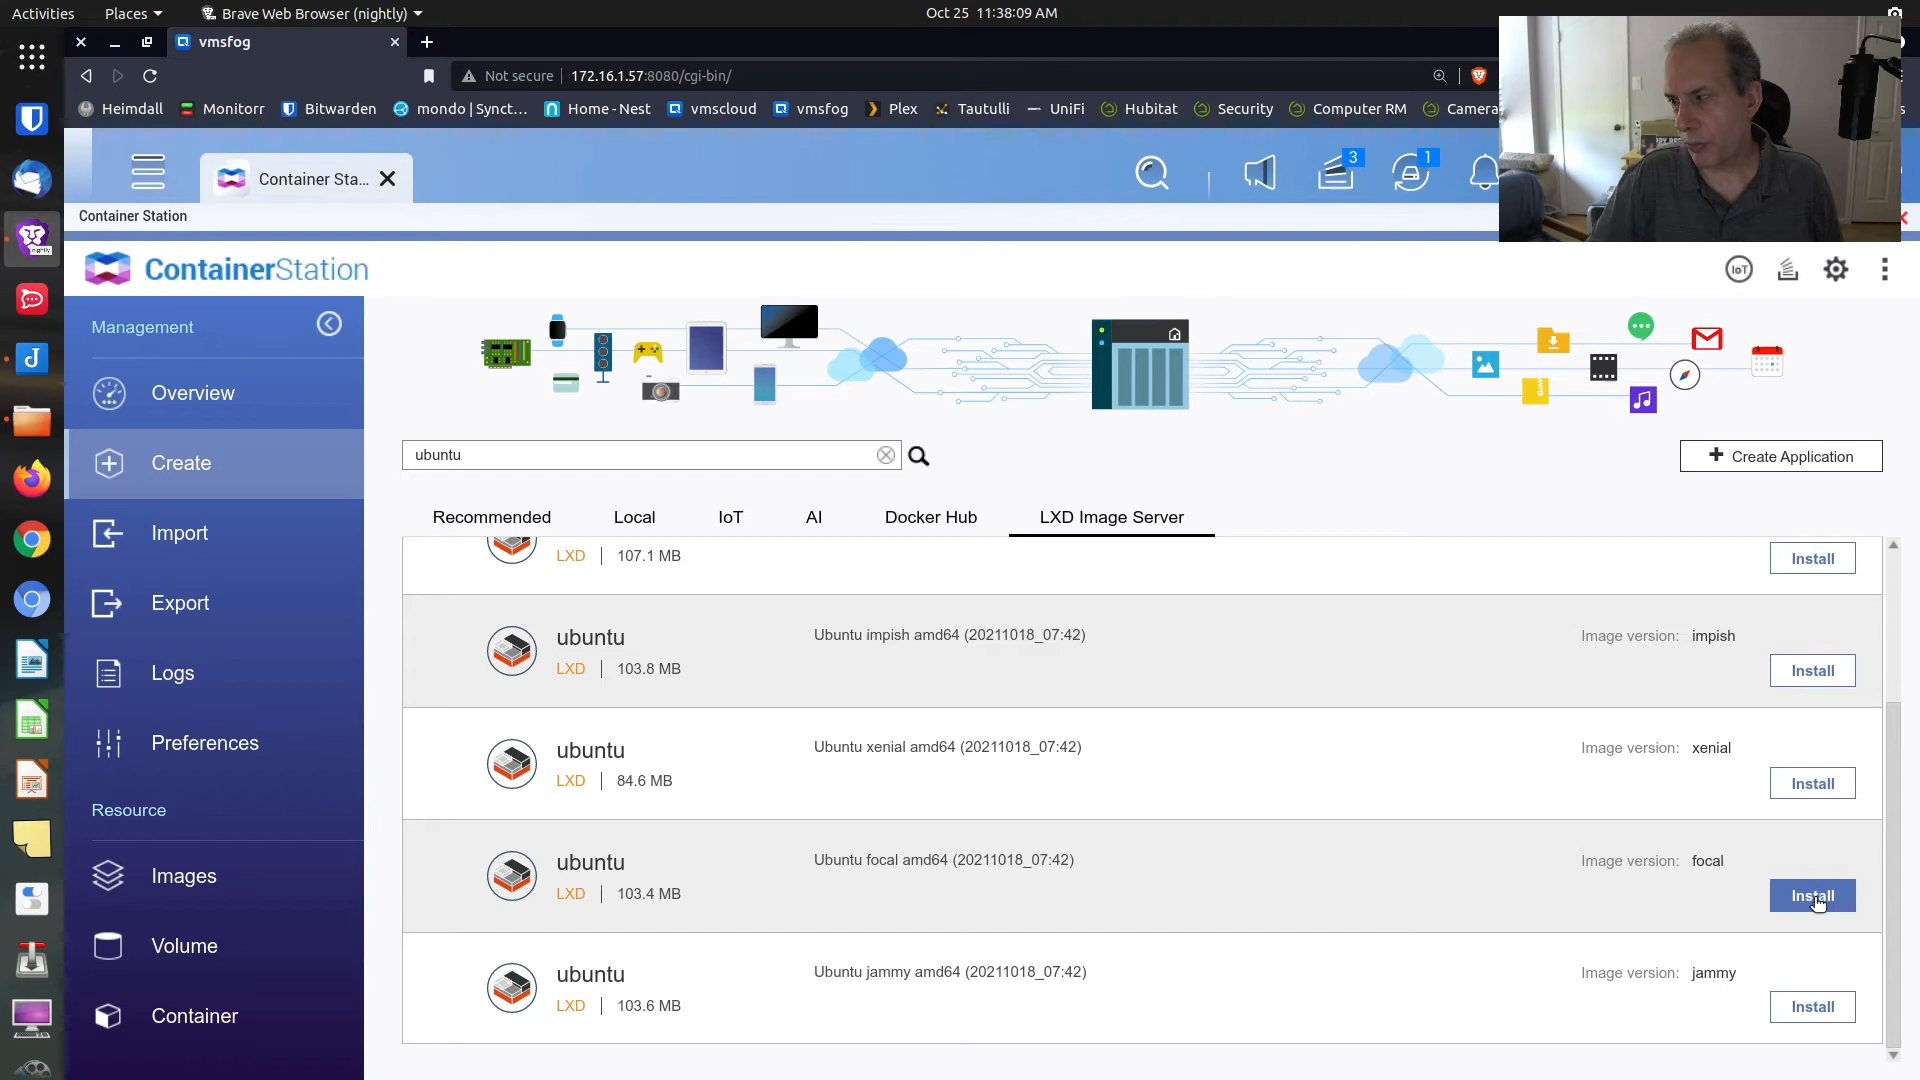 Activities Places Brave Web Browser (nightly) Oct 25 11:38:09 AM
vmsfog
Not secure 172.16.1.57:8080/cgi-bin/
Heimdall Monitorr Bitwarden mondo | Synct... Home - Nest vmscloud vmsfog Plex Tautulli UniFi Hubitat Security Computer RM Camera
Container Sta... 3 1
Container Station
ContainerStation
IoT
Management
Overview
Create
Import
Export
Logs
Preferences
Resource
Images
Volume
Container
ubuntu
Create Application
Recommended Local IoT AI Docker Hub LXD Image Server
LXD 107.1 MB
Install
ubuntu Ubuntu impish amd64 (20211018_07:42) Image version: impish
LXD 103.8 MB
Install
ubuntu Ubuntu xenial amd64 (20211018_07:42) Image version: xenial
LXD 84.6 MB
Install
ubuntu Ubuntu focal amd64 (20211018_07:42) Image version: focal
LXD 103.4 MB
Install
ubuntu Ubuntu jammy amd64 (20211018_07:42) Image version: jammy
LXD 103.6 MB
Install